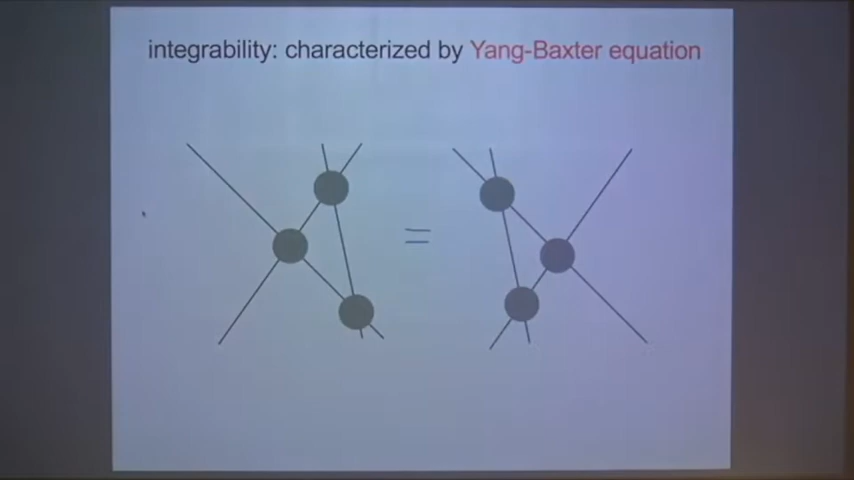 integrability: characterized by Yang-Baxter equation
=